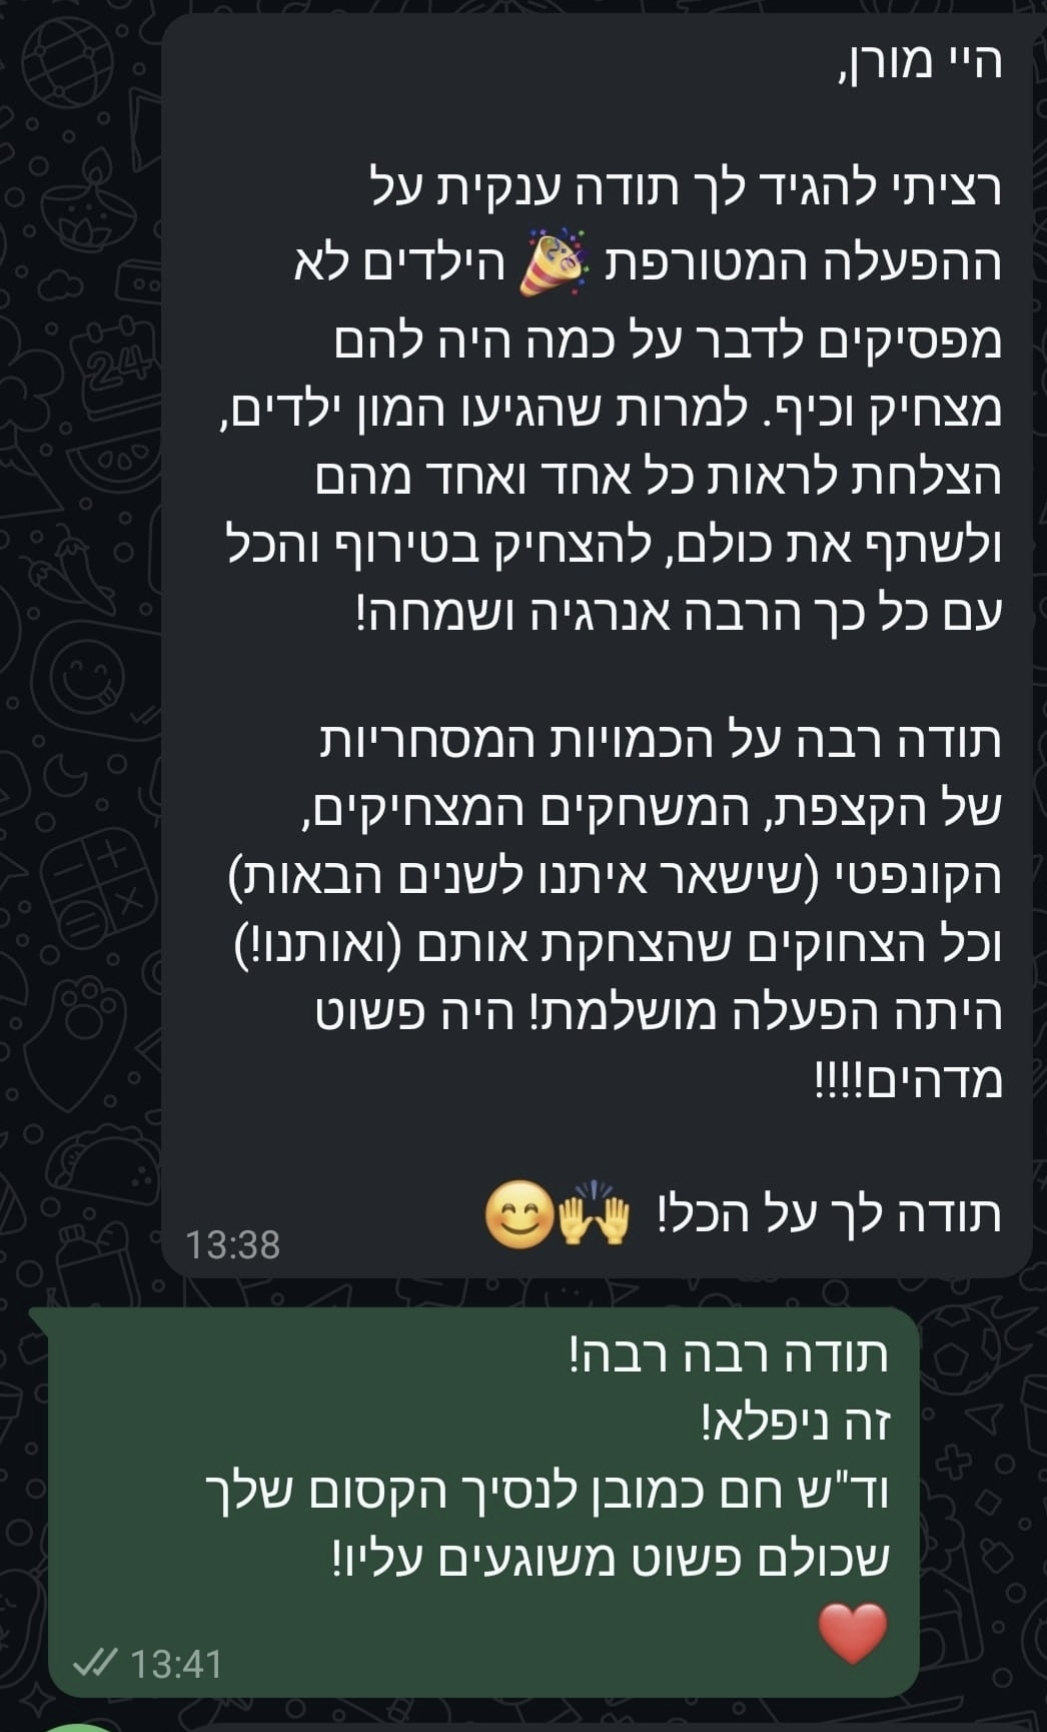 היי מורן,
רציתי להגיד לך תודה ענקית על
ההפעלה המטורפת 🎉 הילדים לא
מפסיקים לדבר על כמה היה להם
מצחיק וכיף. למרות שהגיעו המון ילדים,
הצלחת לראות כל אחד ואחד מהם
ולשתף את כולם, להצחיק בטירוף והכל
עם כל כך הרבה אנרגיה ושמחה!
תודה רבה על הכמויות המסחריות
של הקצפת, המשחקים המצחיקים,
הקונפטי (שישאר איתנו לשנים הבאות)
וכל הצחוקים שהצחקת אותם (ואותנו!)
היתה הפעלה מושלמת! היה פשוט
מדהים!!!!
תודה לך על הכל! 🙌😊
13:38
תודה רבה רבה!
זה ניפלא!
וד"ש חם כמובן לנסיך הקסום שלך
שכולם פשוט משוגעים עליו!
❤️
13:41